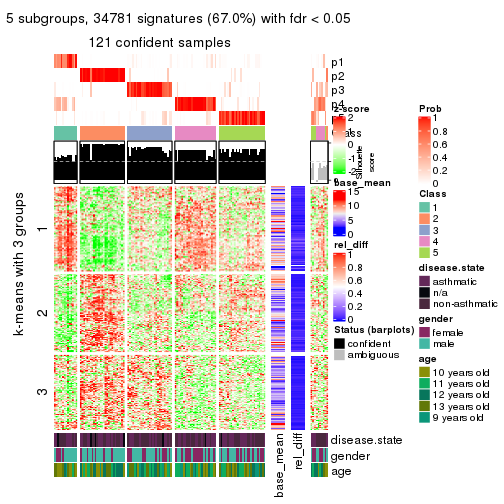 5 subgroups, 34781 signatures (67.0%) with fdr < 0.05
121 confident samples
p1
p2
p3
p4
p5
Class
Silhouette
score
k-means with 3 groups
1
2
3
disease.state
gender
age
base_mean
rel_diff
z-score
2
1
0
-1
-2
base_mean
15
10
5
0
rel_diff
1
0.8
0.6
0.4
0.2
0
Status (barplots)
confident
ambiguous
Prob
1
0.8
0.6
0.4
0.2
0
Class
1
2
3
4
5
disease.state
asthmatic
n/a
non-asthmatic
gender
female
male
age
10 years old
11 years old
12 years old
13 years old
9 years old